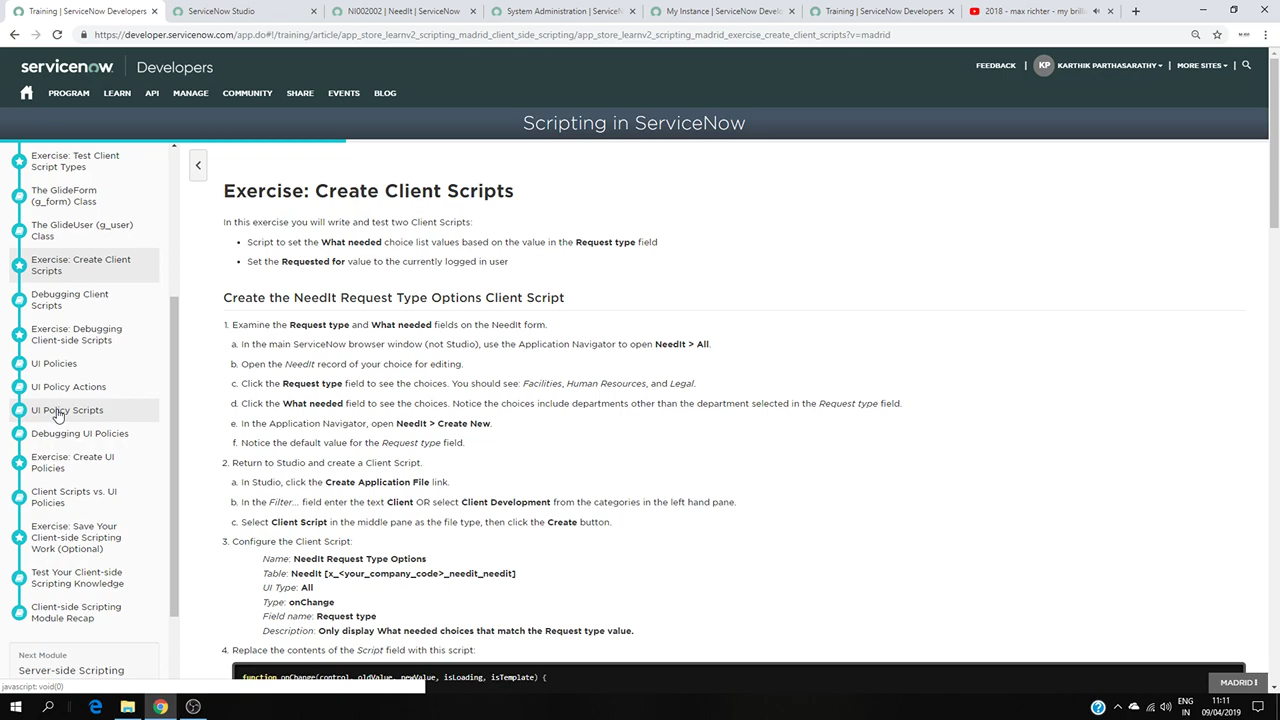 Training | ServiceNow Developers
ServiceNow Studio
NI002002 | NeedIt | ServiceNow
System Administration | ServiceN
My Instance | ServiceNow Develo
Training | ServiceNow Developers
2018 - max richter - my brilli
https://developer.servicenow.com/app.do#!/training/article/app_store_learnv2_scripting_madrid_client_side_scripting/app_store_learnv2_scripting_madrid_exercise_create_client_scripts?v=madrid
servicenow Developers
FEEDBACK
KP KARTHIK PARTHASARATHY
MORE SITES
PROGRAM LEARN API MANAGE COMMUNITY SHARE EVENTS BLOG
Scripting in ServiceNow
Exercise: Test Client
Script Types
The GlideForm
(g_form) Class
The GlideUser (g_user)
Class
Exercise: Create Client
Scripts
Debugging Client
Scripts
Exercise: Debugging
Client-side Scripts
UI Policies
UI Policy Actions
UI Policy Scripts
Debugging UI Policies
Exercise: Create UI
Policies
Client Scripts vs. UI
Policies
Exercise: Save Your
Client-side Scripting
Work (Optional)
Test Your Client-side
Scripting Knowledge
Client-side Scripting
Module Recap
Next Module
Server-side Scripting
javascript: void(0)
Exercise: Create Client Scripts
In this exercise you will write and test two Client Scripts:
• Script to set the What needed choice list values based on the value in the Request type field
• Set the Requested for value to the currently logged in user
Create the NeedIt Request Type Options Client Script
1. Examine the Request type and What needed fields on the NeedIt form.
a. In the main ServiceNow browser window (not Studio), use the Application Navigator to open NeedIt > All.
b. Open the NeedIt record of your choice for editing.
c. Click the Request type field to see the choices. You should see: Facilities, Human Resources, and Legal.
d. Click the What needed field to see the choices. Notice the choices include departments other than the department selected in the Request type field.
e. In the Application Navigator, open NeedIt > Create New.
f. Notice the default value for the Request type field.
2. Return to Studio and create a Client Script.
a. In Studio, click the Create Application File link.
b. In the Filter... field enter the text Client OR select Client Development from the categories in the left hand pane.
c. Select Client Script in the middle pane as the file type, then click the Create button.
3. Configure the Client Script:
Name: NeedIt Request Type Options
Table: NeedIt [x_<your_company_code>_needit_needit]
UI Type: All
Type: onChange
Field name: Request type
Description: Only display What needed choices that match the Request type value.
4. Replace the contents of the Script field with this script:
function onChange(control, oldValue, newValue, isLoading, isTemplate) {
MADRID
ENG
IN
11:11
09/04/2019